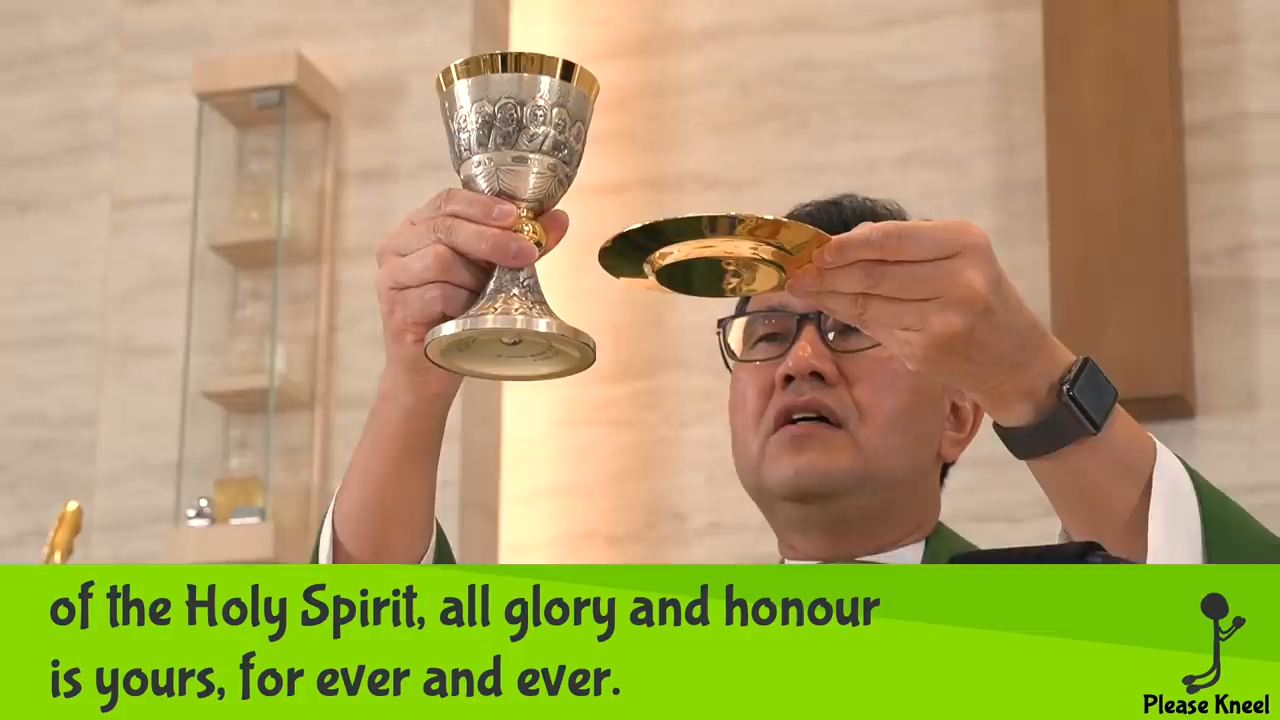 of the Holy Spirit, all glory and honour
is yours, for ever and ever.
Please Kneel